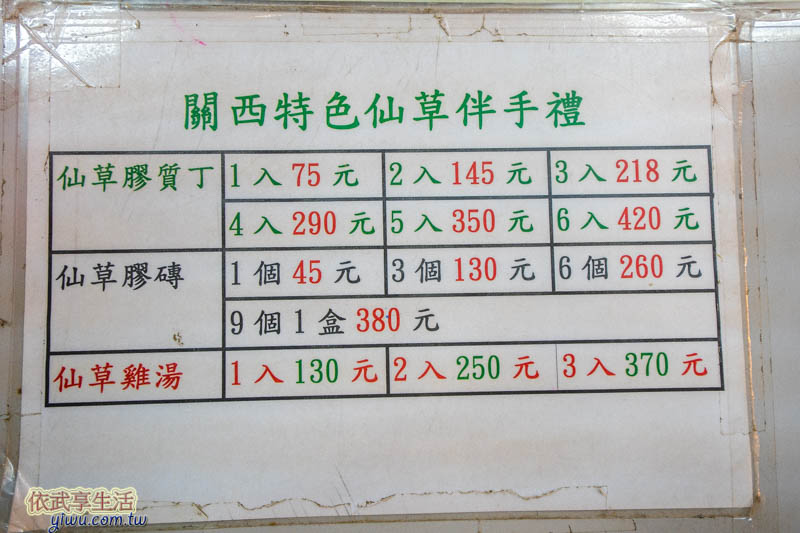 關西特色仙草伴手禮
仙草膠質丁 1入 75 元 2入 145 元 3入 218 元
4入 290 元 5入 350 元 6入 420 元
仙草膠磚 1個 45 元 3個 130 元 6個 260 元
9個1盒 380 元
仙草雞湯 1入 130 元 2入 250 元 3入 370 元
依武享生活
yiwu.com.tw